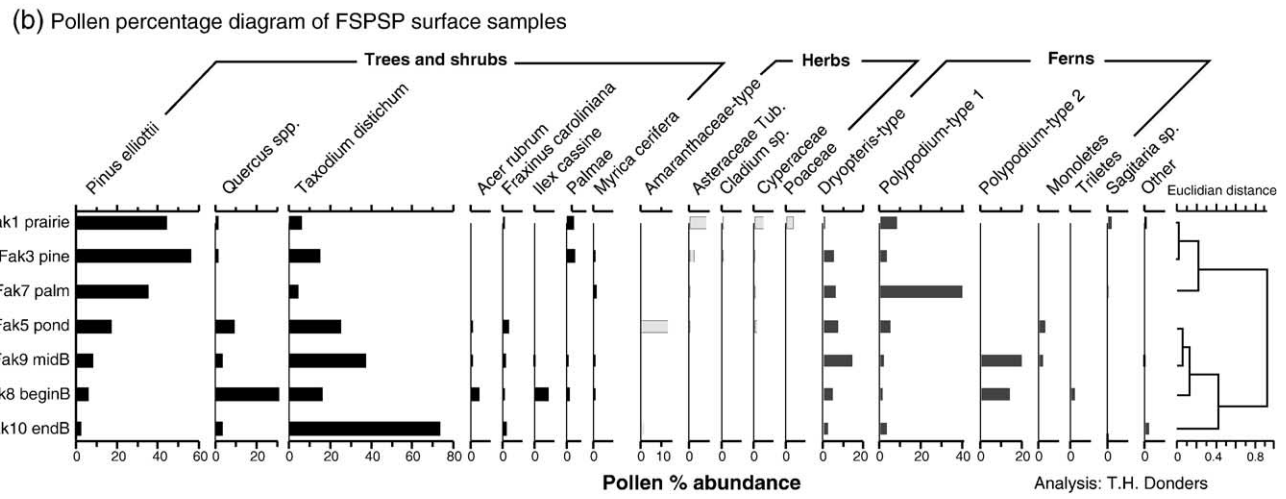 (b) Pollen percentage diagram of FSPSP surface samples
Trees and shrubs
Herbs
Ferns
Pinus elliottii
Quercus spp.
Taxodium distichum
Acer rubrum
Fraxinus caroliniana
Ilex cassine
Palmae
Myrica cerifera
Amaranthaceae-type
Asteraceae Tub.
Cladium sp.
Cyperaceae
Poaceae
Dryopteris-type
Polypodium-type 1
Polypodium-type 2
Monoletes
Triletes
Sagitaria sp.
Other
Euclidian distance
ak1 prairie
Fak3 pine
Fak7 palm
Fak5 pond
Fak9 midB
k8 beginB
ak10 endB
0 20 40 60 0 20 0 20 40 60 80 0 0 0 0 0 0 10 0 0 0 0 0 20 0 20 40 0 20 0 0 0 0 0 0.4 0.8
Pollen % abundance
Analysis: T.H. Donders